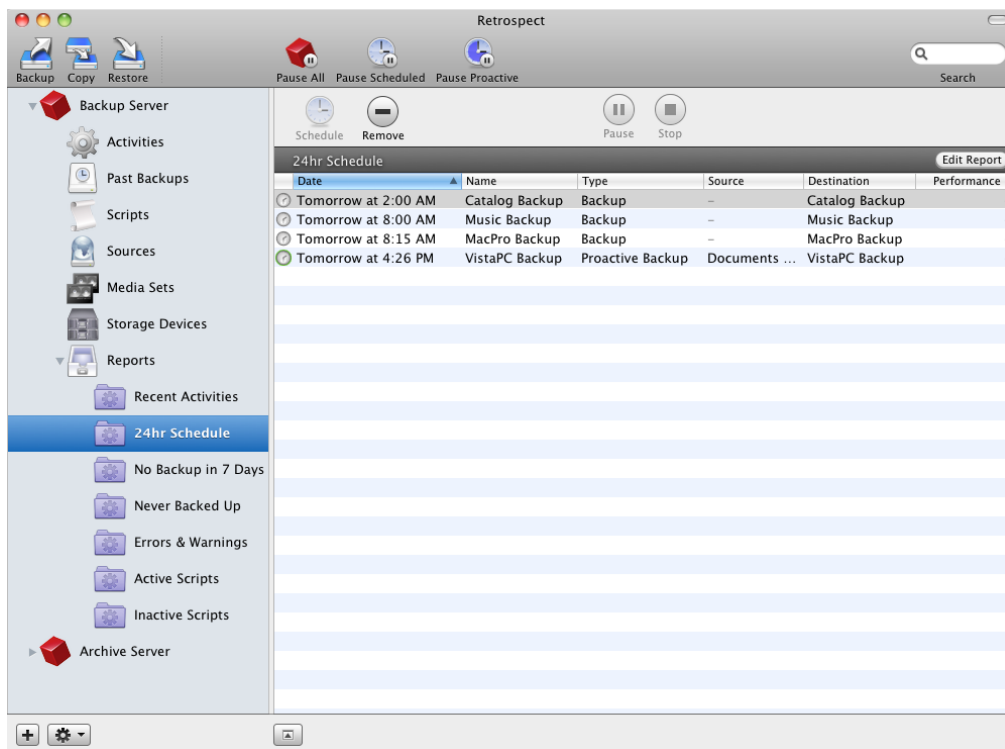 Retrospect
Backup Copy Restore Pause All Pause Scheduled Pause Proactive Search
Backup Server
Activities
Past Backups
Scripts
Sources
Media Sets
Storage Devices
Reports
Recent Activities
24hr Schedule
No Backup in 7 Days
Never Backed Up
Errors & Warnings
Active Scripts
Inactive Scripts
Archive Server
Schedule Remove Pause Stop
24hr Schedule Edit Report
Date Name Type Source Destination Performance
Tomorrow at 2:00 AM Catalog Backup Backup – Catalog Backup
Tomorrow at 8:00 AM Music Backup Backup – Music Backup
Tomorrow at 8:15 AM MacPro Backup Backup – MacPro Backup
Tomorrow at 4:26 PM VistaPC Backup Proactive Backup Documents ... VistaPC Backup